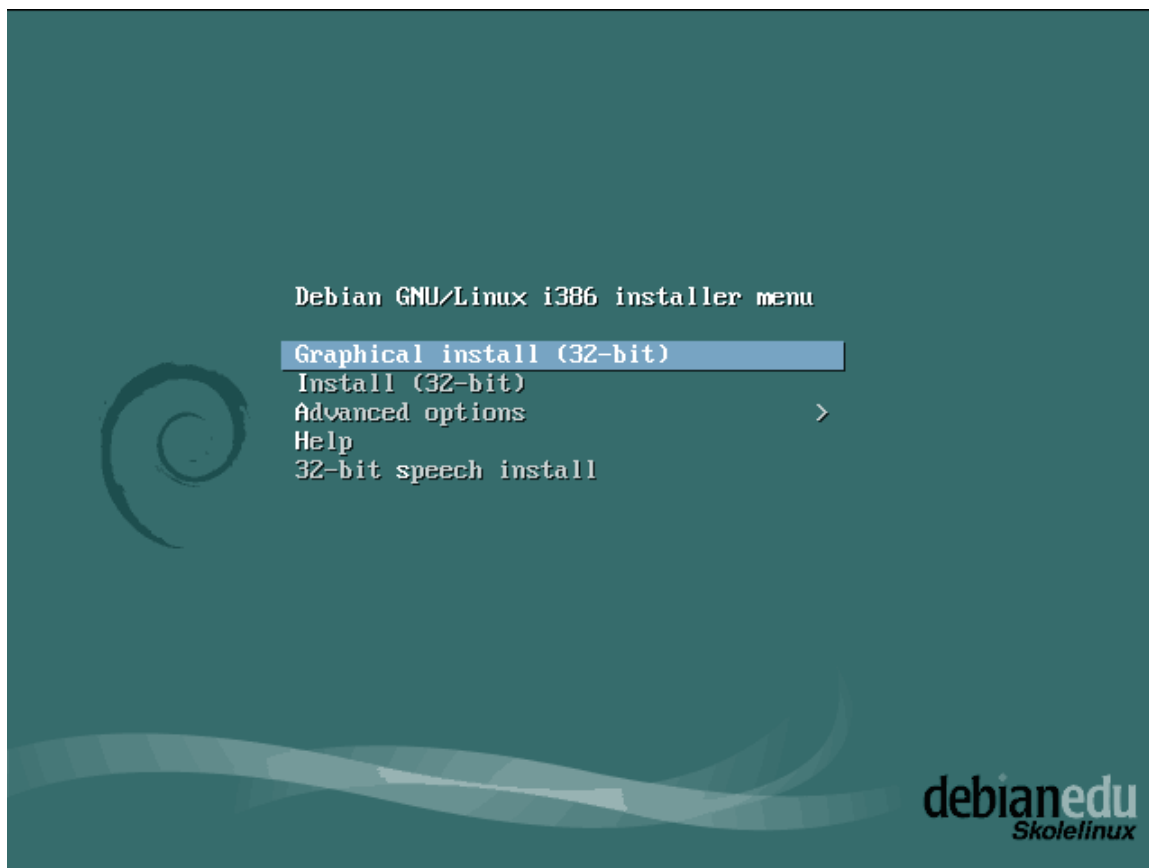 Debian GNU/Linux i386 installer menu
Graphical install (32-bit)
Install (32-bit)
Advanced options >
Help
32-bit speech install
debianedu
Skolelinux